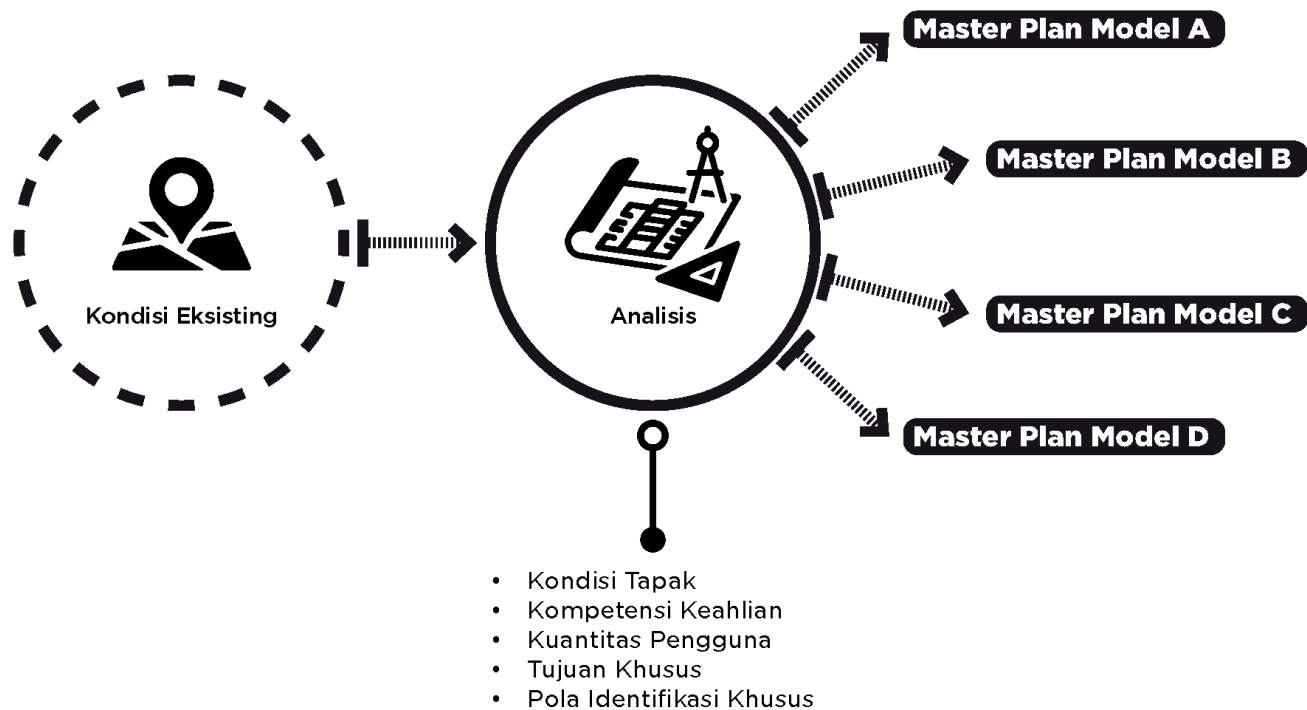 Kondisi Eksisting
Analisis
Master Plan Model A
Master Plan Model B
Master Plan Model C
Master Plan Model D
• Kondisi Tapak
• Kompetensi Keahlian
• Kuantitas Pengguna
• Tujuan Khusus
• Pola Identifikasi Khusus